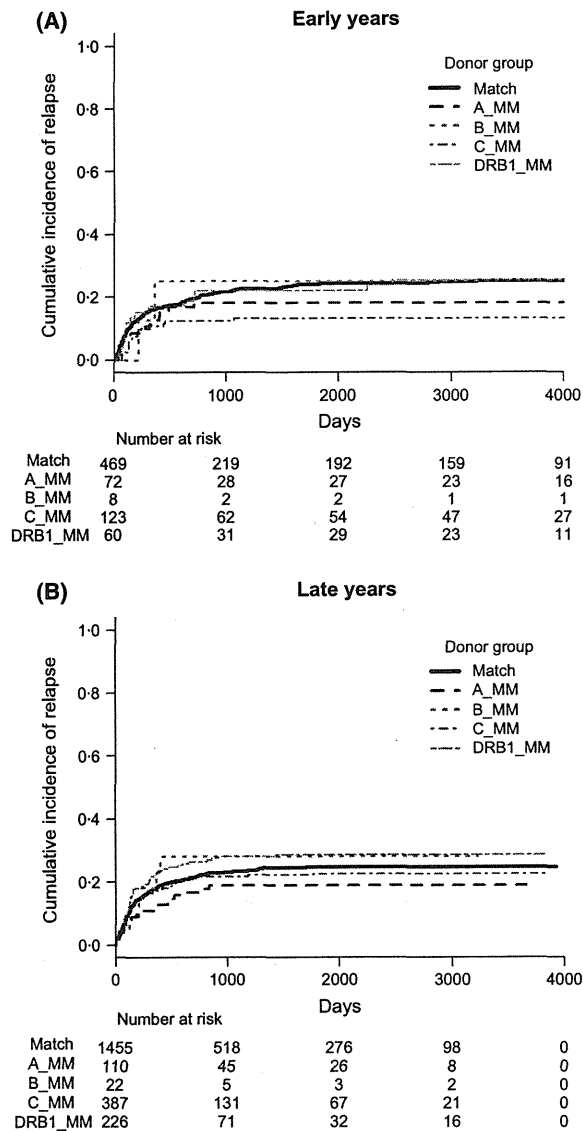 (A) Early years
Cumulative incidence of relapse
1·0
0·8
0·6
0·4
0·2
0·0
Donor group
Match
A_MM
B_MM
C_MM
DRB1_MM
0 1000 2000 3000 4000
Days
Number at risk
Match 469 219 192 159 91
A_MM 72 28 27 23 16
B_MM 8 2 2 1 1
C_MM 123 62 54 47 27
DRB1_MM 60 31 29 23 11
(B) Late years
Cumulative incidence of relapse
1·0
0·8
0·6
0·4
0·2
0·0
Donor group
Match
A_MM
B_MM
C_MM
DRB1_MM
0 1000 2000 3000 4000
Days
Number at risk
Match 1455 518 276 98 0
A_MM 110 45 26 8 0
B_MM 22 5 3 2 0
C_MM 387 131 67 21 0
DRB1_MM 226 71 32 16 0